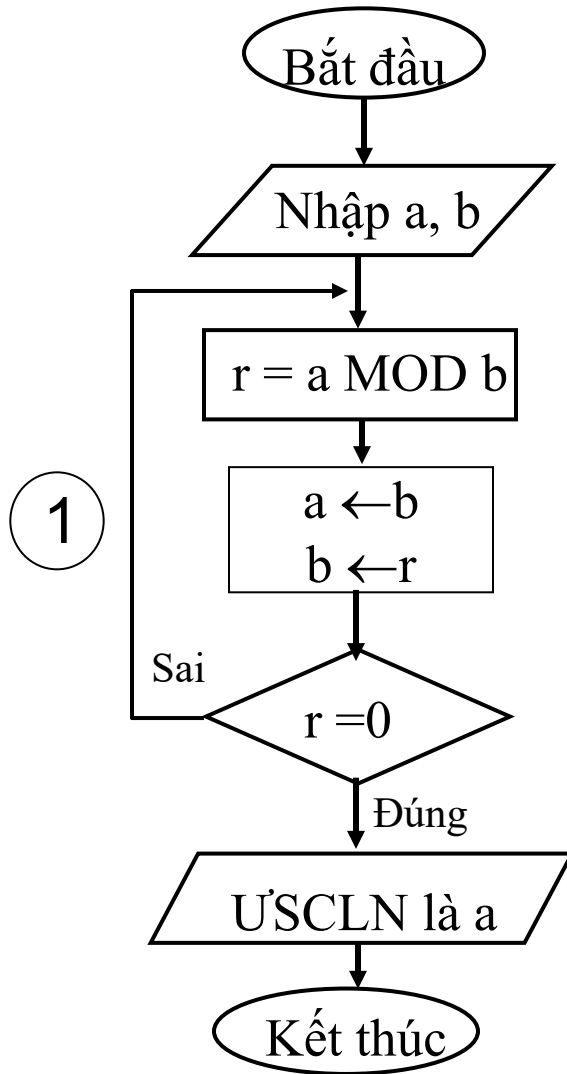 Bắt đầu
Nhập a, b
r = a MOD b
1
a ←b
b ←r
Sai
r =0
Đúng
ƯSCLN là a
Kết thúc